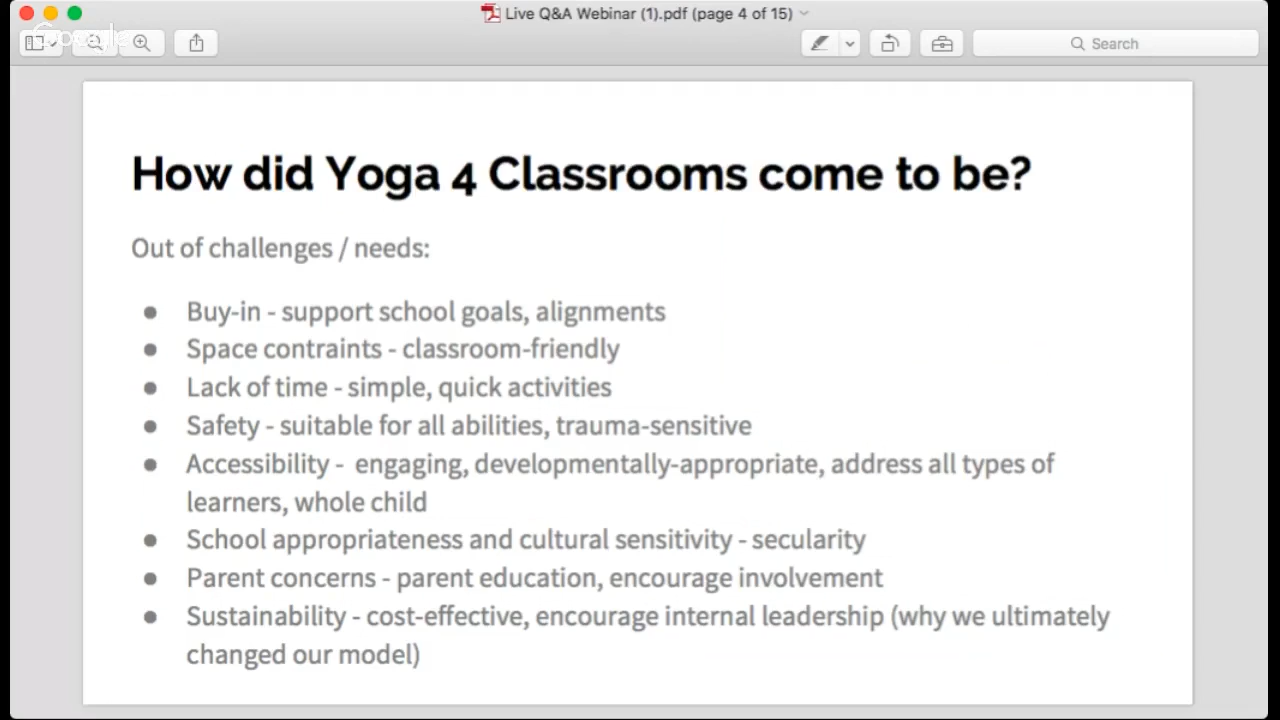 Live Q&A Webinar (1).pdf (page 4 of 15)
Google
Search
How did Yoga 4 Classrooms come to be?
Out of challenges / needs:
● Buy-in - support school goals, alignments
● Space contraints - classroom-friendly
● Lack of time - simple, quick activities
● Safety - suitable for all abilities, trauma-sensitive
● Accessibility -  engaging, developmentally-appropriate, address all types of
learners, whole child
● School appropriateness and cultural sensitivity - secularity
● Parent concerns - parent education, encourage involvement
● Sustainability - cost-effective, encourage internal leadership (why we ultimately
changed our model)